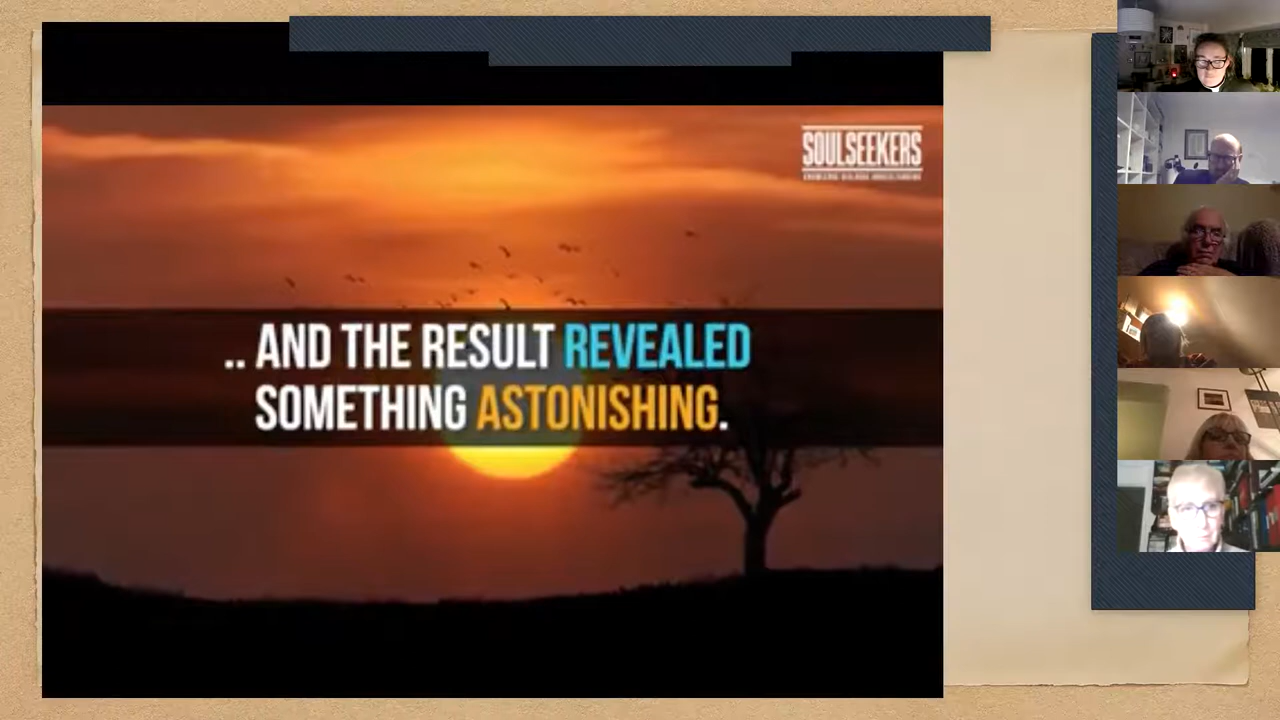 SOULSEEKERS
.. AND THE RESULT REVEALED
SOMETHING ASTONISHING.